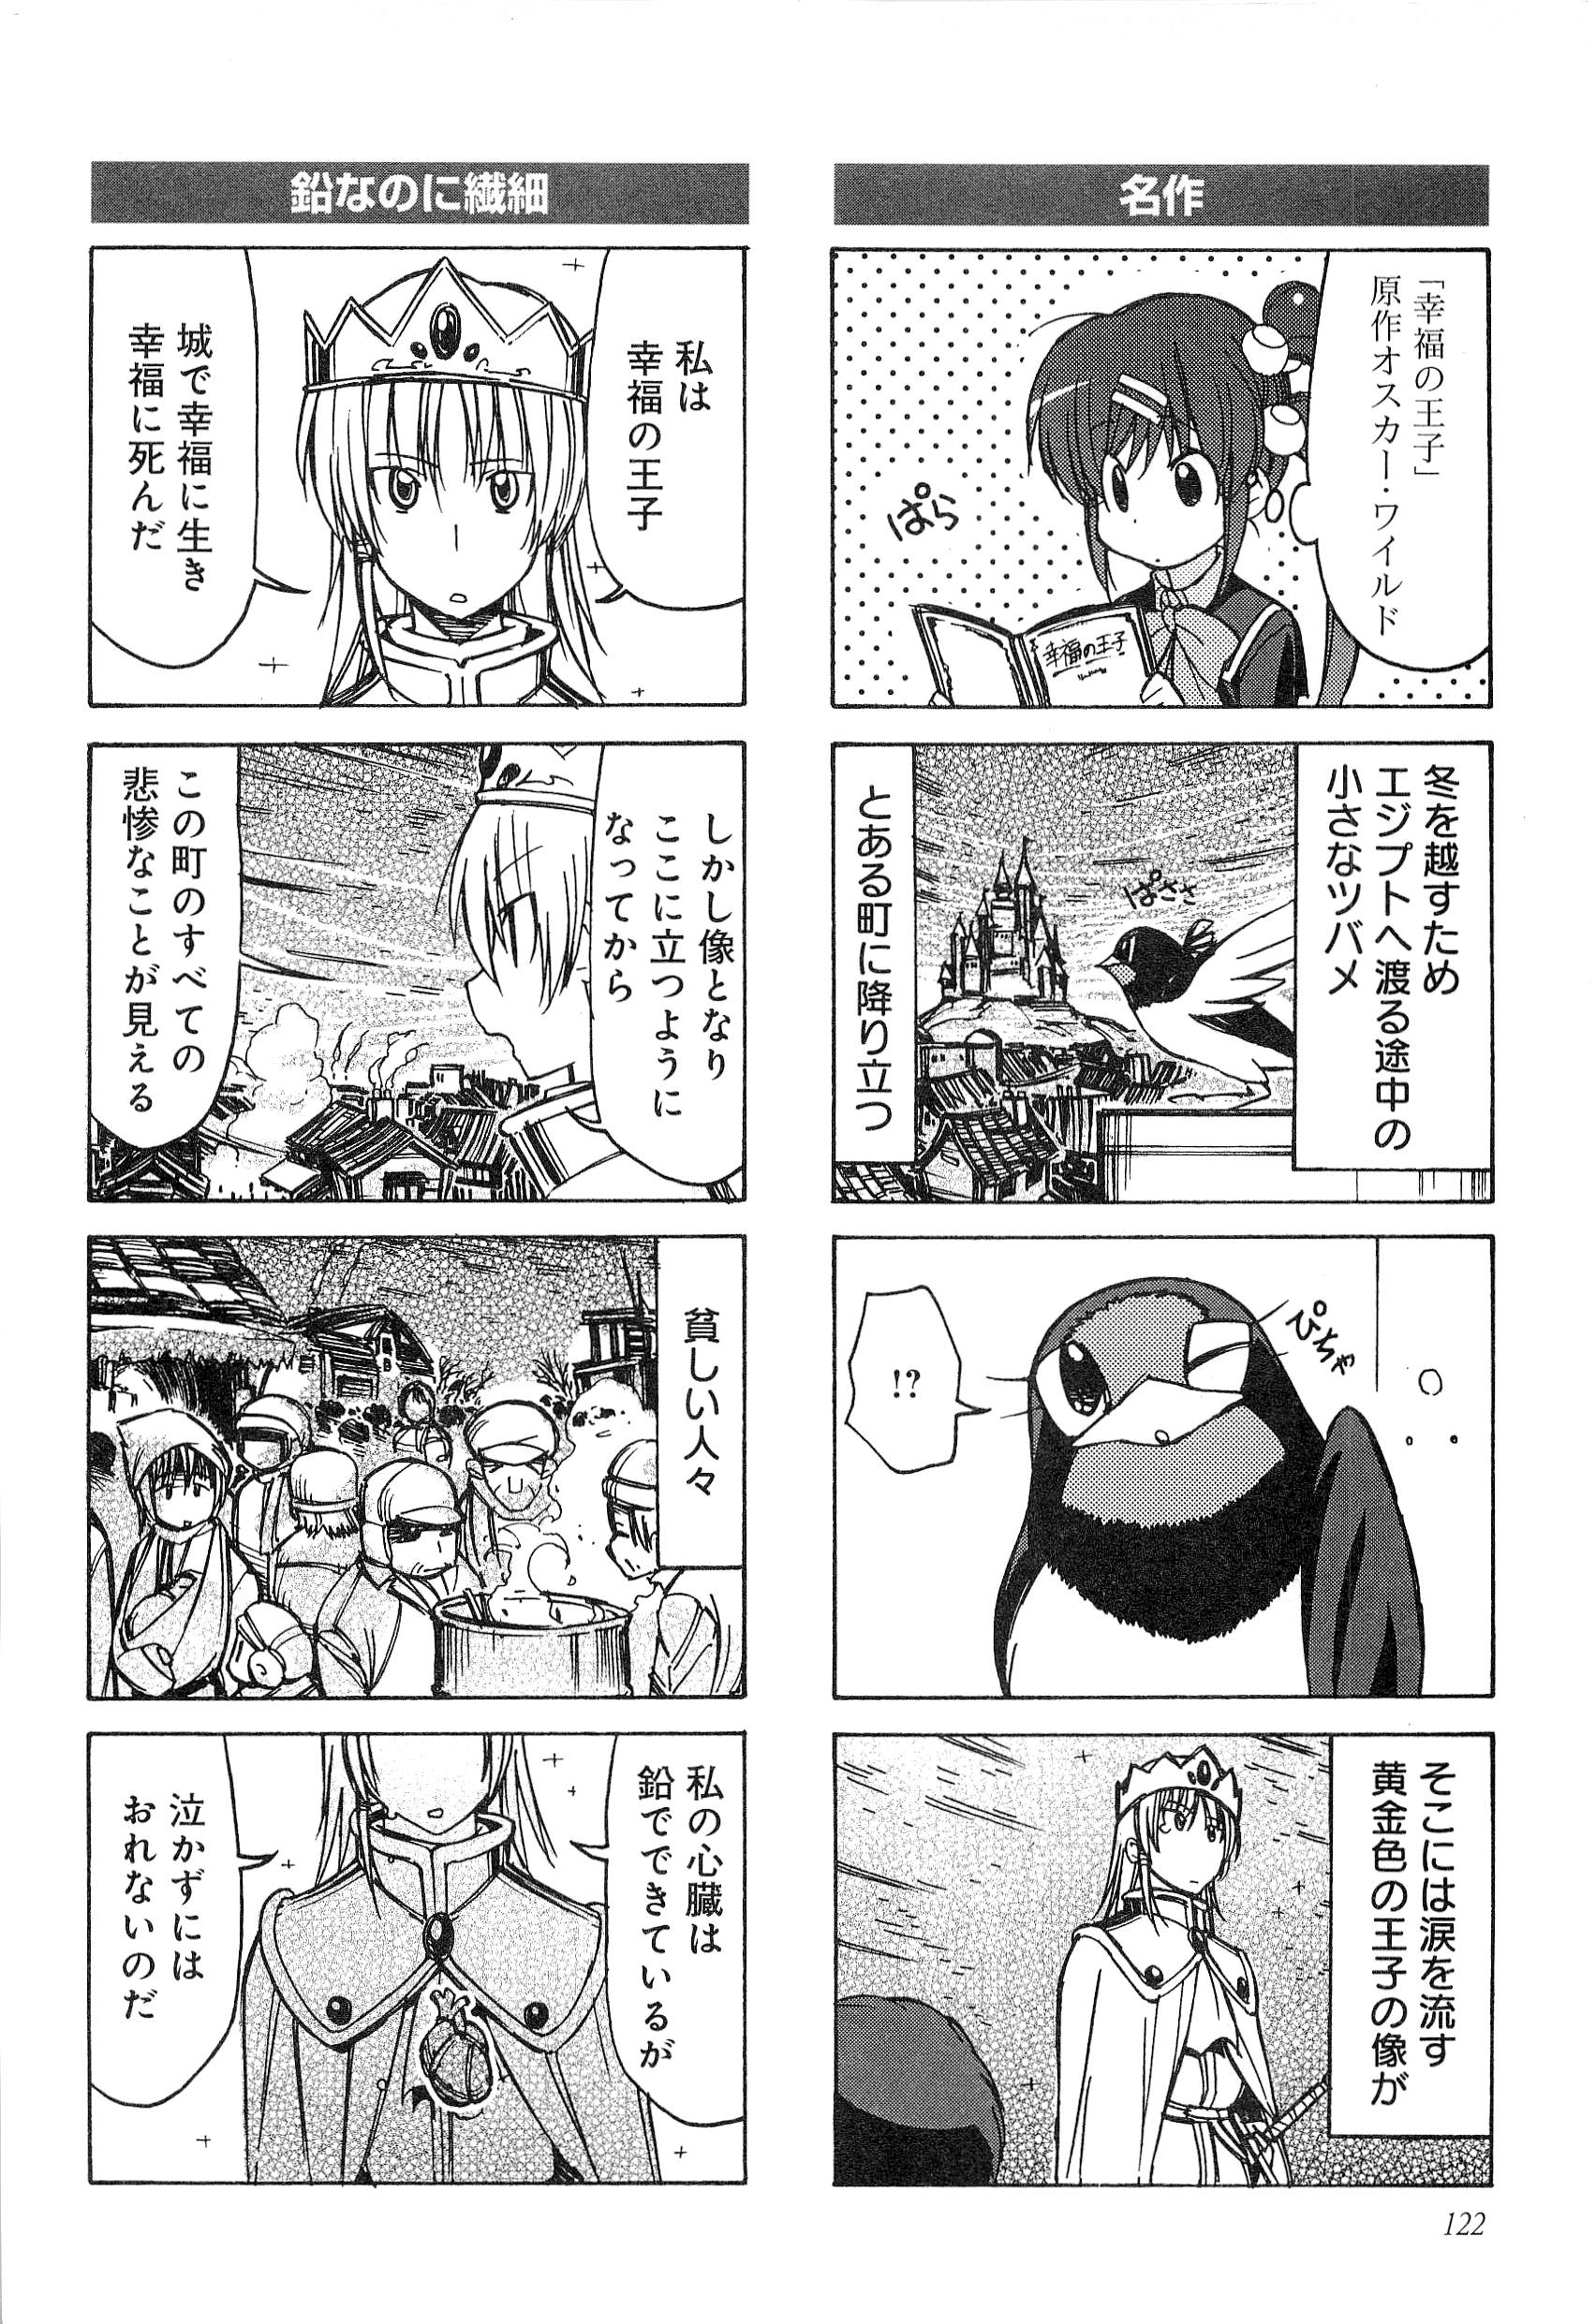 名作
「幸福の王子」
原作オスカー・ワイルド
ぱら
幸福の王子
冬を越すため
エジプトへ渡る途中の
小さなツバメ
ぱささ
とある町に降り立つ
ぴちゃ
!?
そこには涙を流す
黄金色の王子の像が
鉛なのに繊細
私は
幸福の王子
城で幸福に生き
幸福に死んだ
しかし像となり
ここに立つように
なってから
この町のすべての
悲惨なことが見える
貧しい人々
私の心臓は
鉛でできているが
泣かずには
おれないのだ
122